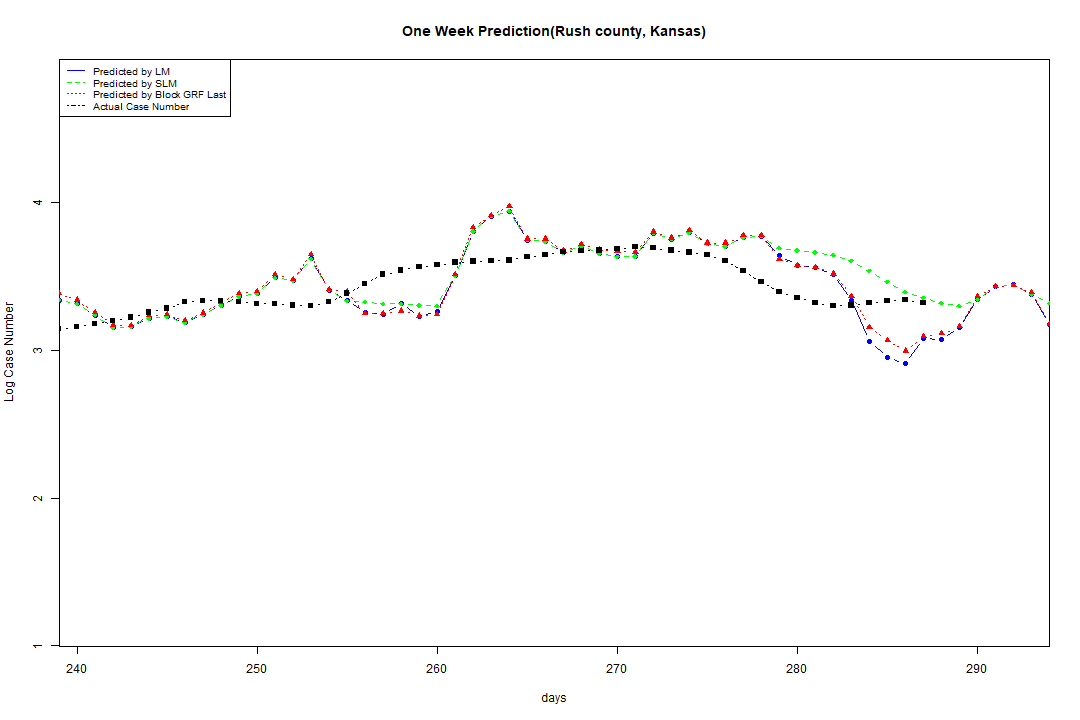 One Week Prediction(Rush county, Kansas)
Predicted by LM
Predicted by SLM
Predicted by Block GRF Last
Actual Case Number
Log Case Number
4
3
2
1
240 250 260 270 280 290
days